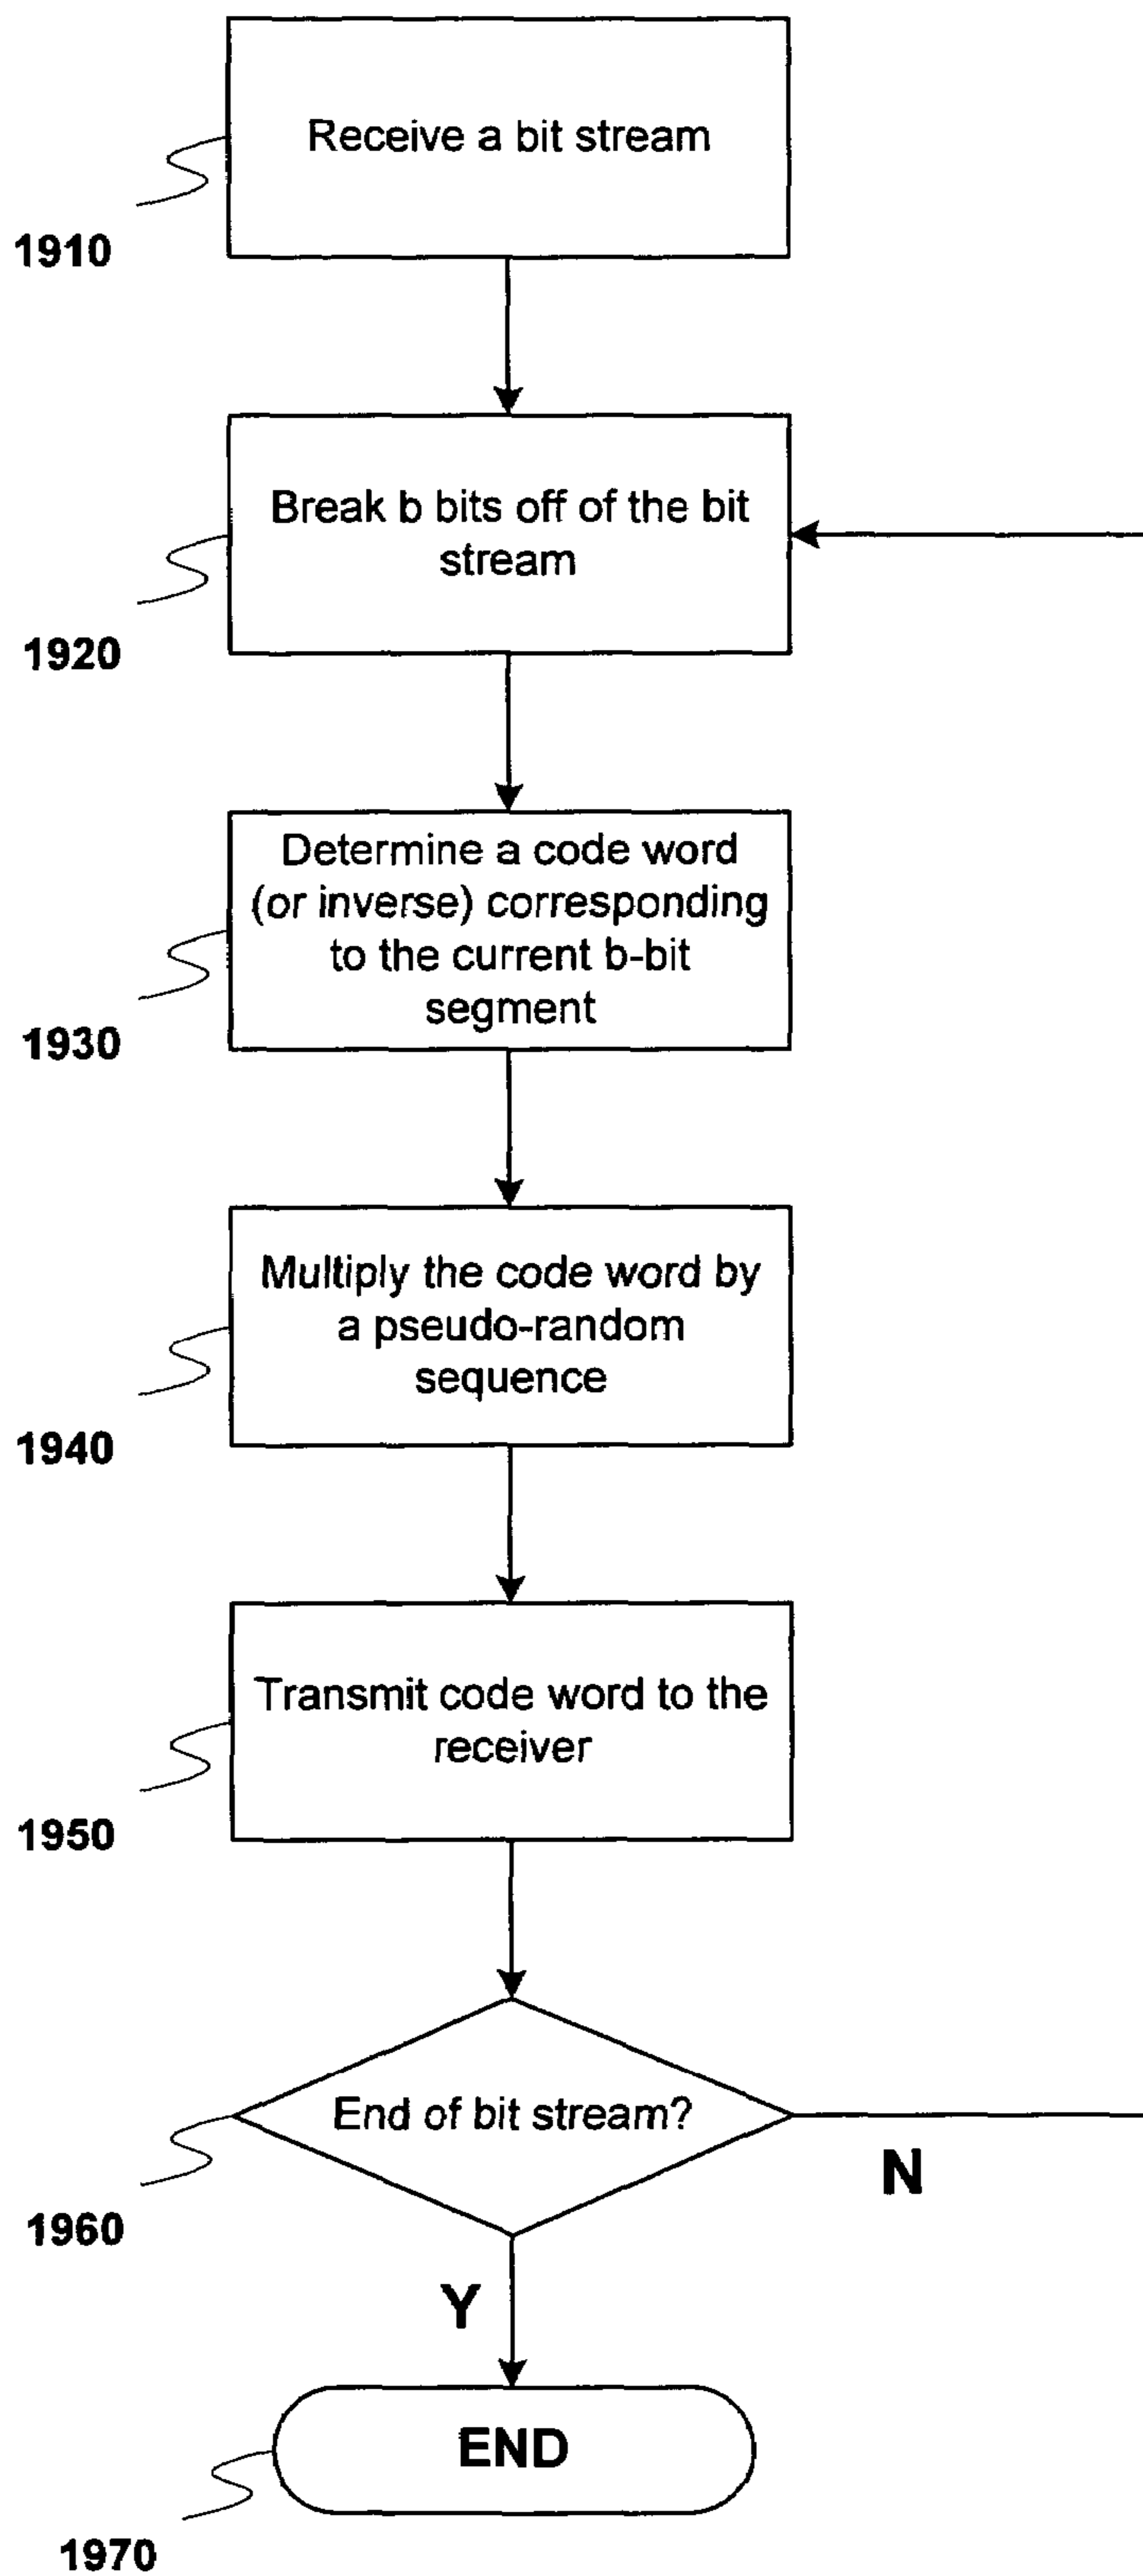 Receive a bit stream
1910
Break b bits off of the bit
stream
1920
Determine a code word
(or inverse) corresponding
to the current b-bit
segment
1930
Multiply the code word by
a pseudo-random
sequence
1940
Transmit code word to the
receiver
1950
End of bit stream?
N
1960
Y
END
1970